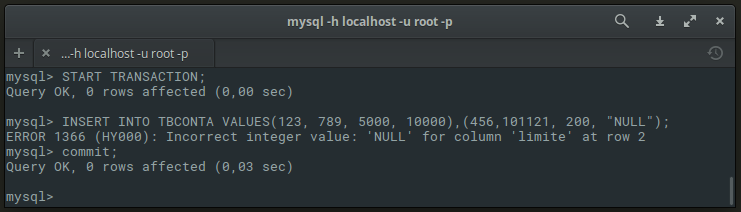 mysql -h localhost -u root -p
...-h localhost -u root -p
mysql> START TRANSACTION;
Query OK, 0 rows affected (0,00 sec)
mysql> INSERT INTO TBCONTA VALUES(123, 789, 5000, 10000),(456,101121, 200, "NULL");
ERROR 1366 (HY000): Incorrect integer value: 'NULL' for column 'limite' at row 2
mysql> commit;
Query OK, 0 rows affected (0,03 sec)
mysql>